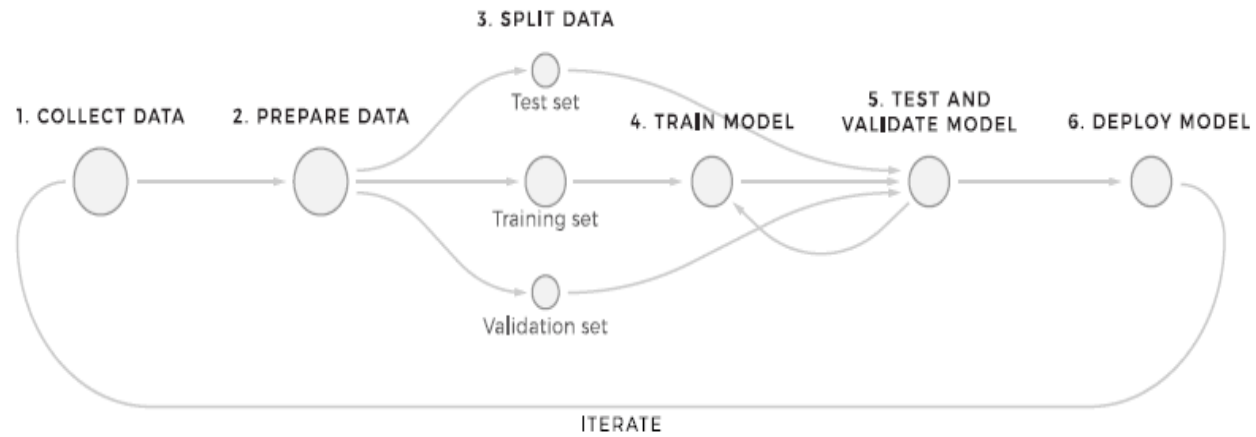 3. SPLIT DATA
Test set
1. COLLECT DATA
2. PREPARE DATA
4. TRAIN MODEL
5. TEST AND
VALIDATE MODEL
6. DEPLOY MODEL
Training set
Validation set
ITERATE